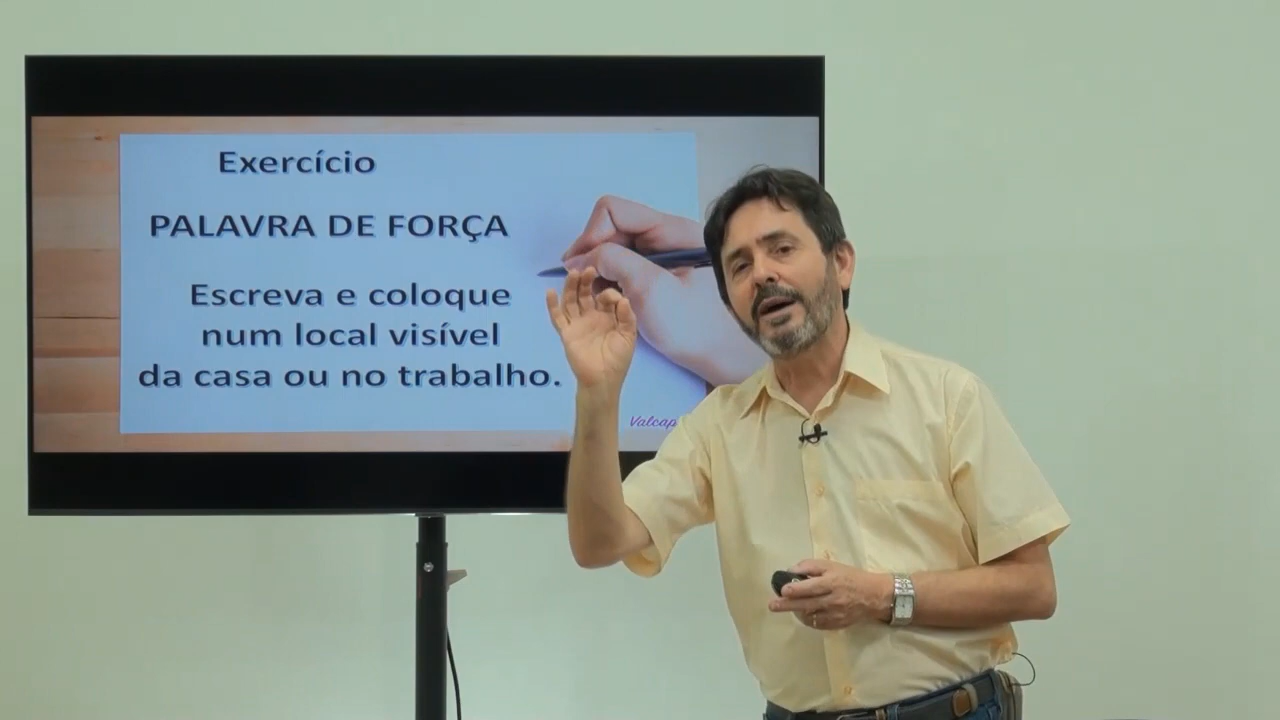 Exercício
PALAVRA DE FORÇA
Escreva e coloque
num local visível
da casa ou no trabalho.
Valcap